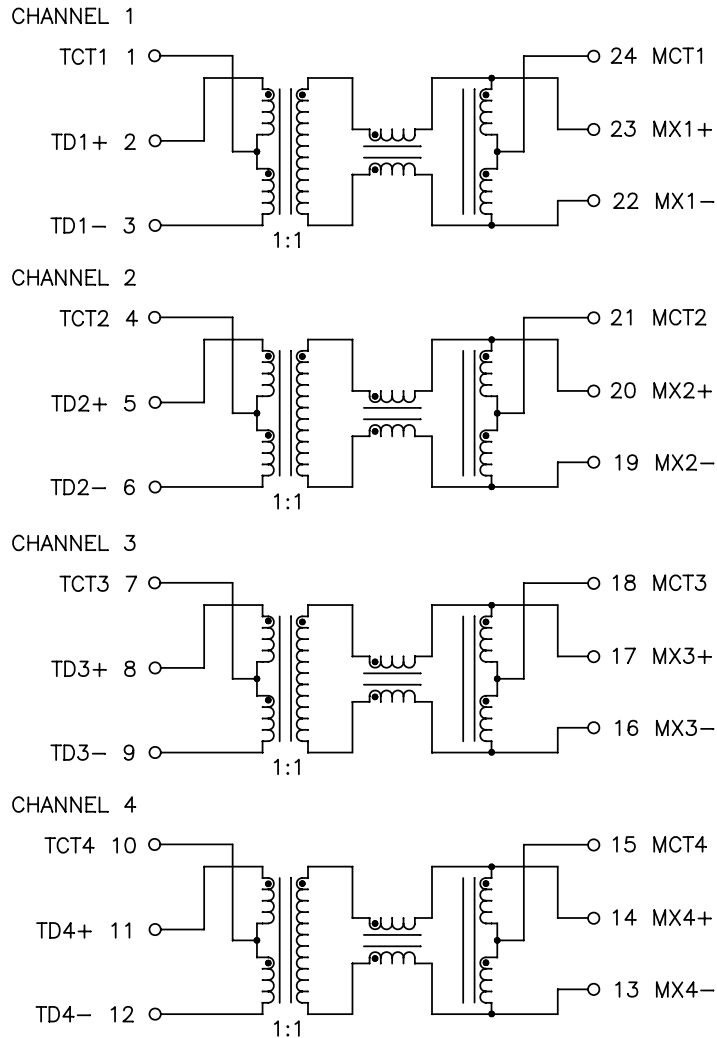 CHANNEL 1
TCT1 1
24 MCT1
TD1+ 2
23 MX1+
22 MX1−
TD1− 3
1:1
CHANNEL 2
TCT2 4
21 MCT2
TD2+ 5
20 MX2+
19 MX2−
TD2− 6
1:1
CHANNEL 3
TCT3 7
18 MCT3
TD3+ 8
17 MX3+
16 MX3−
TD3− 9
1:1
CHANNEL 4
TCT4 10
15 MCT4
TD4+ 11
14 MX4+
13 MX4−
TD4− 12
1:1